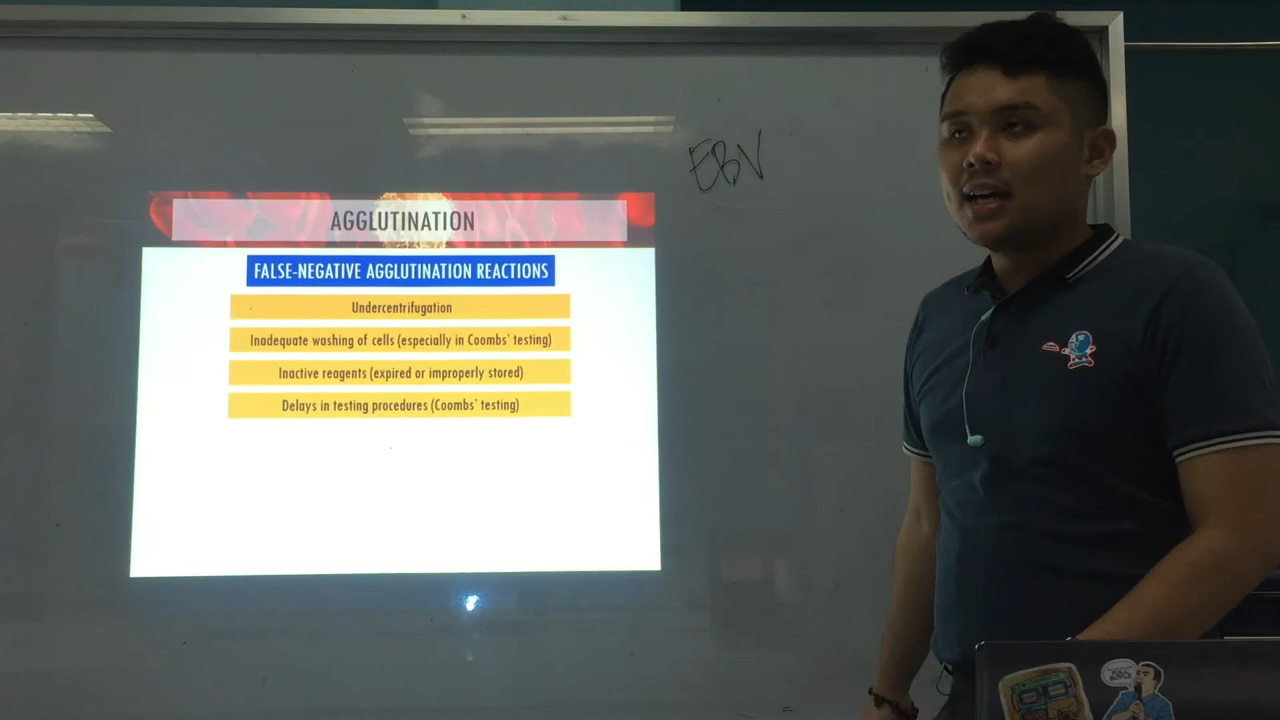 EBV
AGGLUTINATION
FALSE-NEGATIVE AGGLUTINATION REACTIONS
Undercentrifugation
Inadequate washing of cells (especially in Coombs' testing)
Inactive reagents (expired or improperly stored)
Delays in testing procedures (Coombs' testing)